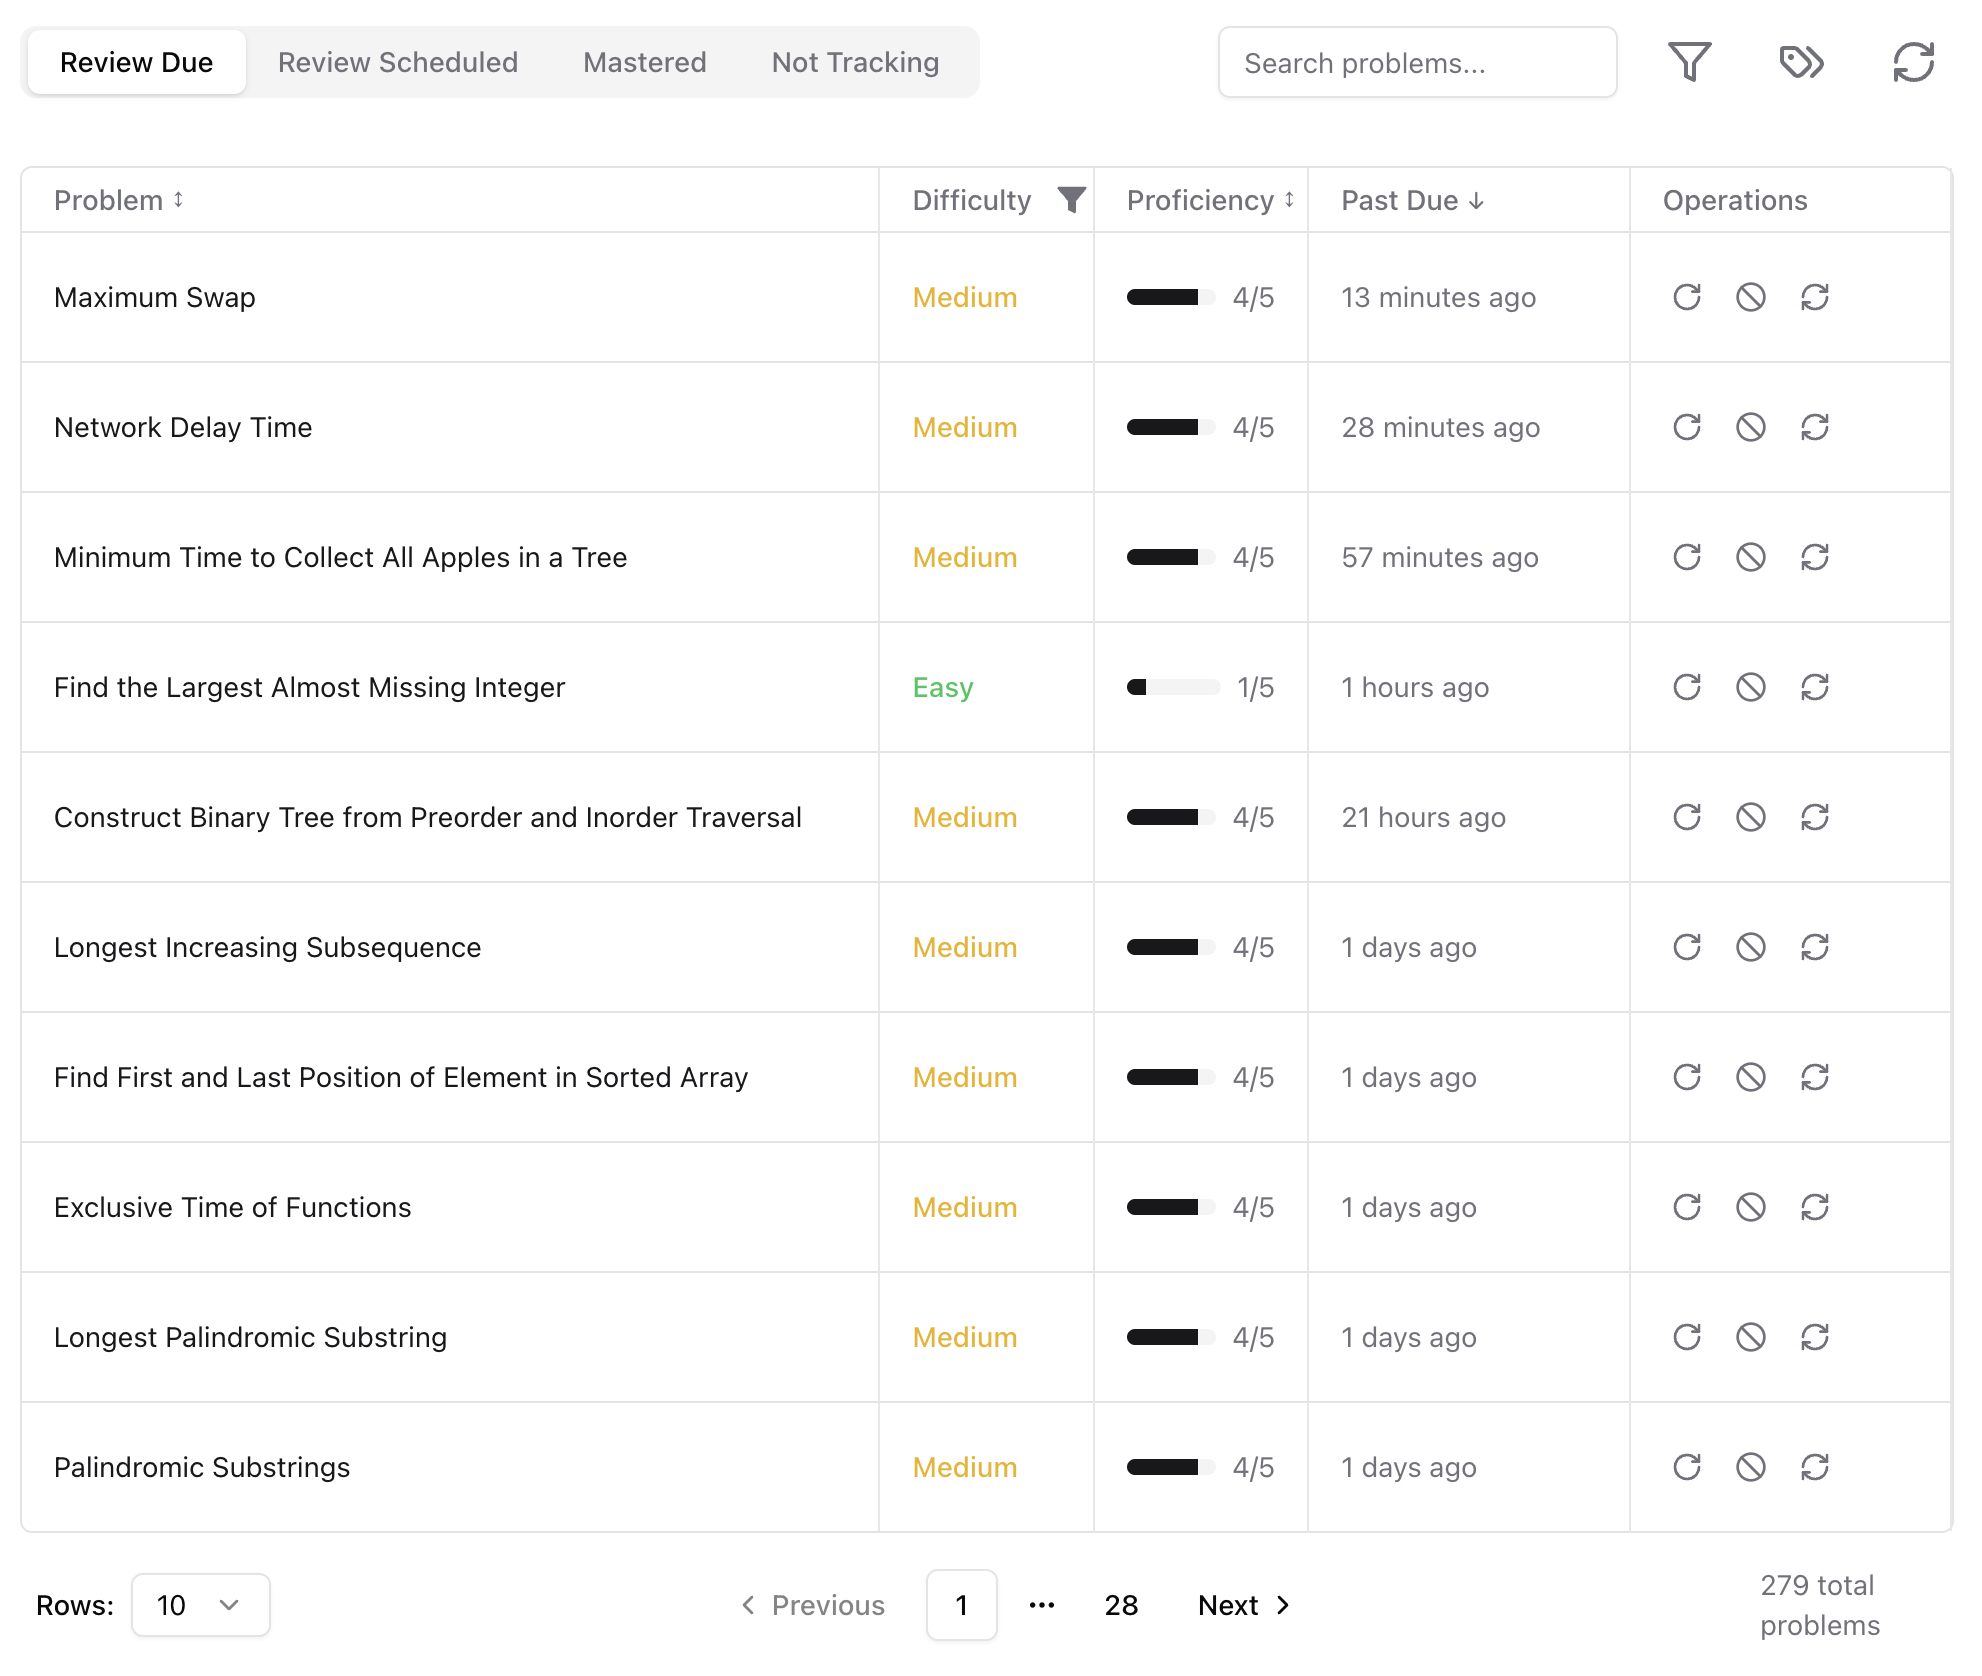 Review Due Review Scheduled Mastered Not Tracking Search problems...
Problem Difficulty Proficiency Past Due Operations
Maximum Swap Medium 4/5 13 minutes ago
Network Delay Time Medium 4/5 28 minutes ago
Minimum Time to Collect All Apples in a Tree Medium 4/5 57 minutes ago
Find the Largest Almost Missing Integer Easy 1/5 1 hours ago
Construct Binary Tree from Preorder and Inorder Traversal Medium 4/5 21 hours ago
Longest Increasing Subsequence Medium 4/5 1 days ago
Find First and Last Position of Element in Sorted Array Medium 4/5 1 days ago
Exclusive Time of Functions Medium 4/5 1 days ago
Longest Palindromic Substring Medium 4/5 1 days ago
Palindromic Substrings Medium 4/5 1 days ago
Rows: 10 Previous 1 ••• 28 Next 279 total
problems